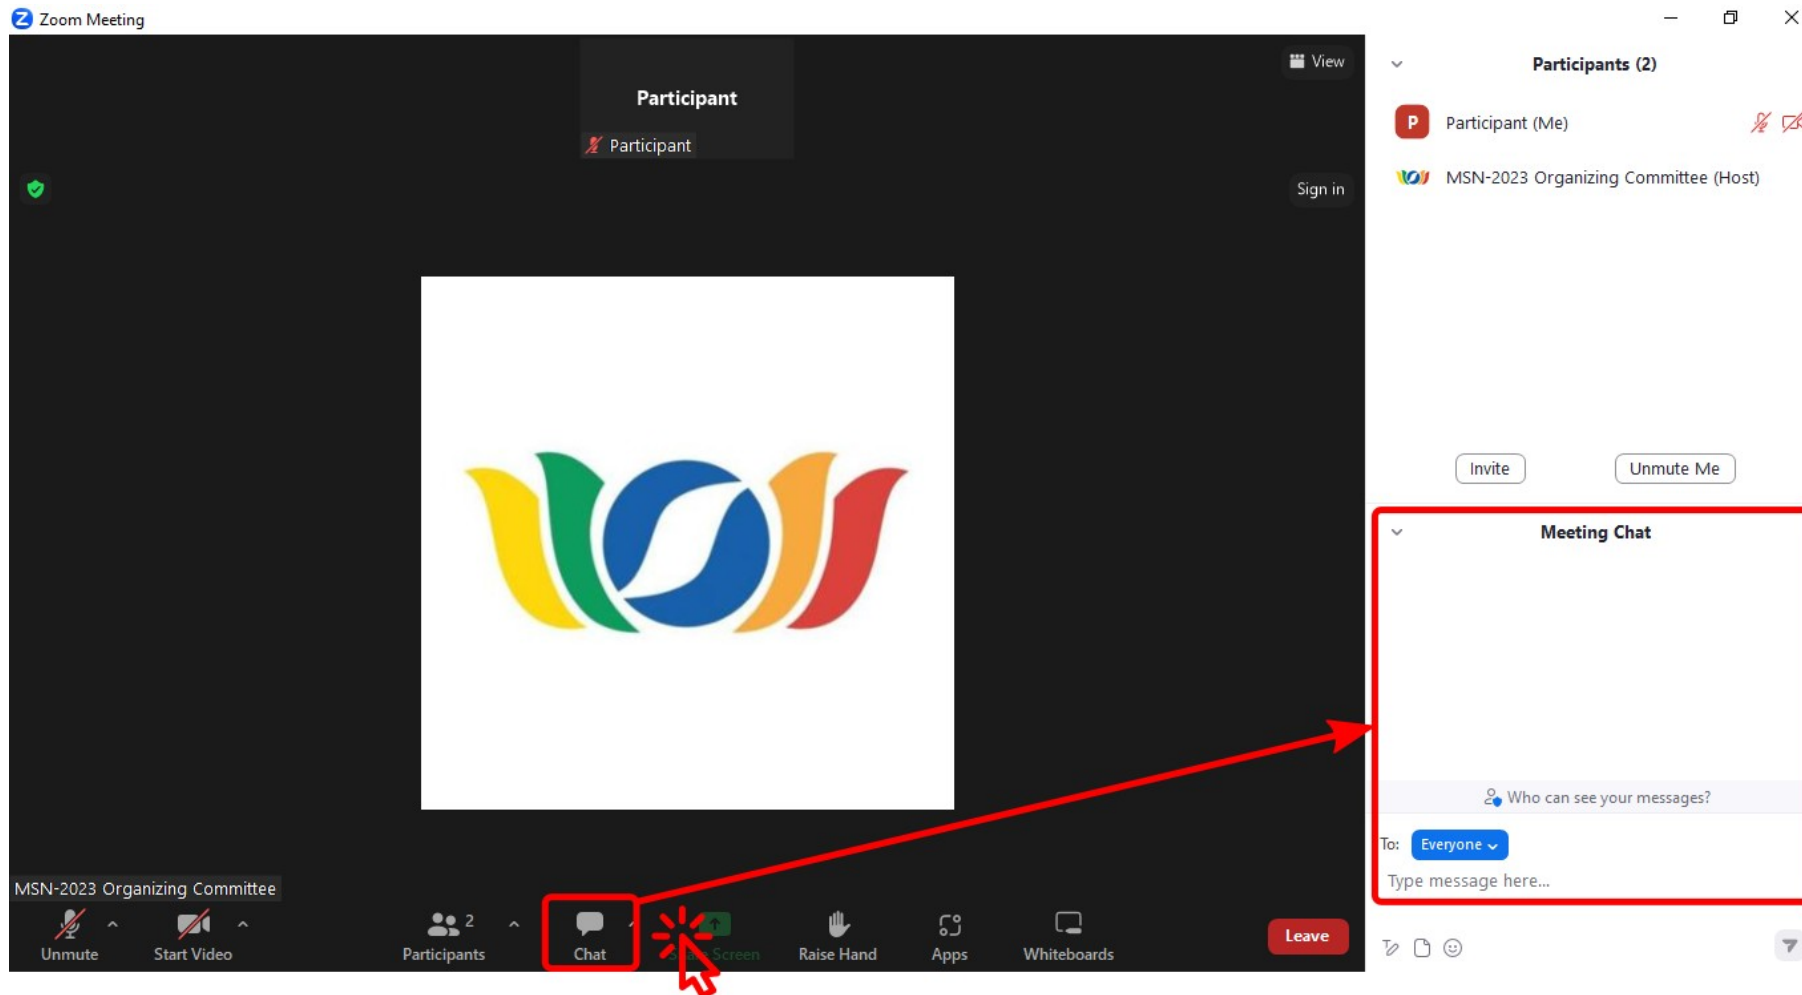 Zoom Meeting
Participant
Participant
View
Sign in
MSN-2023 Organizing Committee
Unmute
Start Video
2
Participants
Chat
Screen
Raise Hand
Apps
Whiteboards
Leave
Participants (2)
P
Participant (Me)
MSN-2023 Organizing Committee (Host)
Invite
Unmute Me
Meeting Chat
Who can see your messages?
To:
Everyone
Type message here...